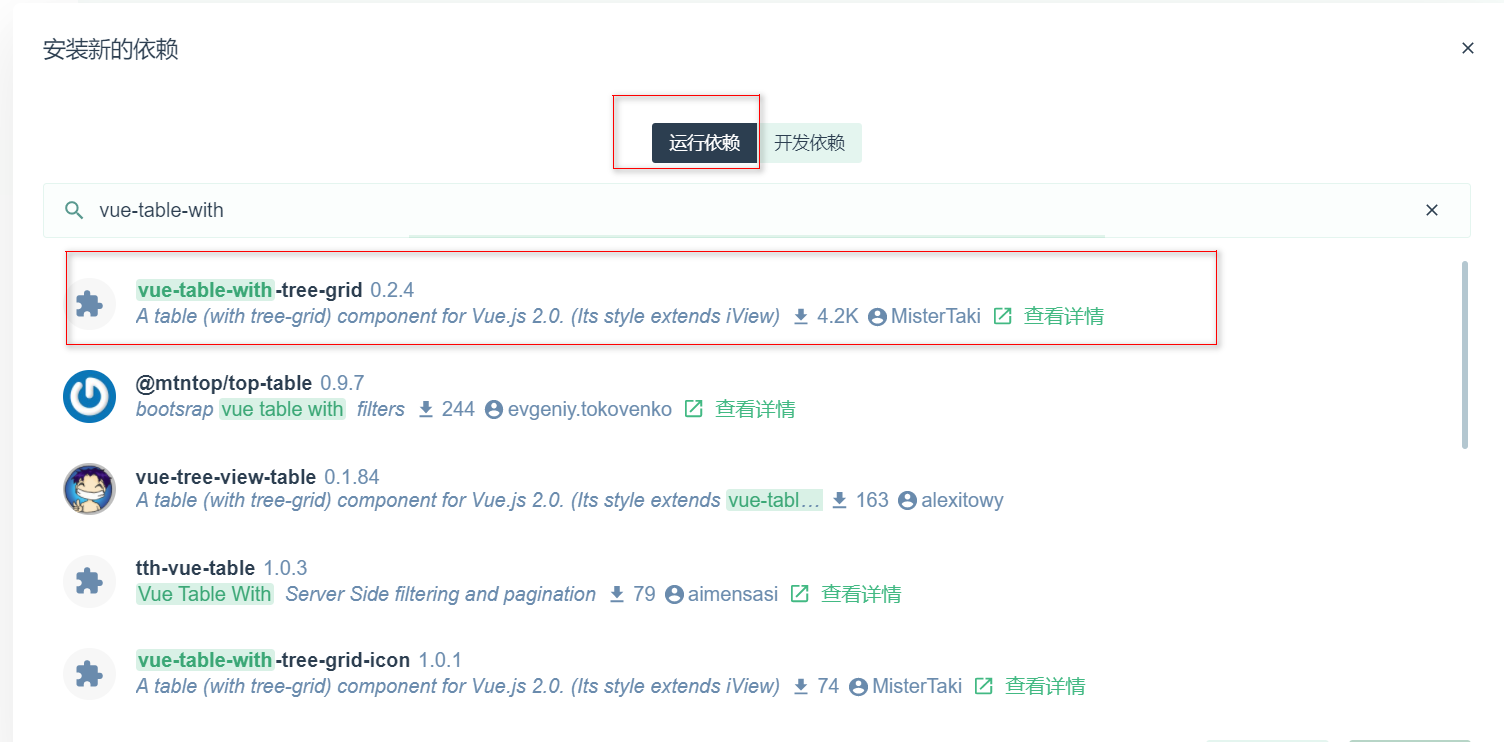 安装新的依赖
运行依赖 开发依赖
vue-table-with
vue-table-with-tree-grid 0.2.4
A table (with tree-grid) component for Vue.js 2.0. (Its style extends iView) 4.2K MisterTaki 查看详情
@mtntop/top-table 0.9.7
bootsrap vue table with filters 244 evgeniy.tokovenko 查看详情
vue-tree-view-table 0.1.84
A table (with tree-grid) component for Vue.js 2.0. (Its style extends vue-tabl… 163 alexitowy
tth-vue-table 1.0.3
Vue Table With Server Side filtering and pagination 79 aimensasi 查看详情
vue-table-with-tree-grid-icon 1.0.1
A table (with tree-grid) component for Vue.js 2.0. (Its style extends iView) 74 MisterTaki 查看详情